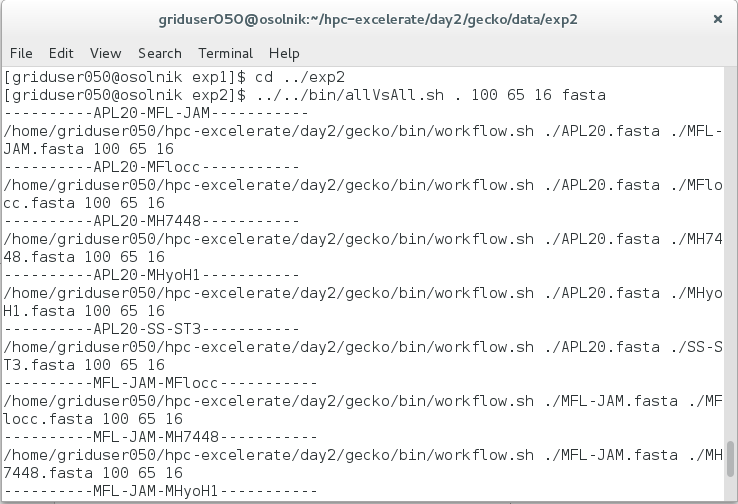 griduser050@osolnik:~/hpc-excelerate/day2/gecko/data/exp2
×
File Edit View Search Terminal Help
[griduser050@osolnik exp1]$ cd ../exp2
[griduser050@osolnik exp2]$ ../../bin/allVsAll.sh . 100 65 16 fasta
----------APL20-MFL-JAM-----------
/home/griduser050/hpc-excelerate/day2/gecko/bin/workflow.sh ./APL20.fasta ./MFL-
JAM.fasta 100 65 16
----------APL20-MFlocc-----------
/home/griduser050/hpc-excelerate/day2/gecko/bin/workflow.sh ./APL20.fasta ./MFlo
cc.fasta 100 65 16
----------APL20-MH7448-----------
/home/griduser050/hpc-excelerate/day2/gecko/bin/workflow.sh ./APL20.fasta ./MH74
48.fasta 100 65 16
----------APL20-MHyoH1-----------
/home/griduser050/hpc-excelerate/day2/gecko/bin/workflow.sh ./APL20.fasta ./MHyo
H1.fasta 100 65 16
----------APL20-SS-ST3-----------
/home/griduser050/hpc-excelerate/day2/gecko/bin/workflow.sh ./APL20.fasta ./SS-S
T3.fasta 100 65 16
----------MFL-JAM-MFlocc-----------
/home/griduser050/hpc-excelerate/day2/gecko/bin/workflow.sh ./MFL-JAM.fasta ./MF
locc.fasta 100 65 16
----------MFL-JAM-MH7448-----------
/home/griduser050/hpc-excelerate/day2/gecko/bin/workflow.sh ./MFL-JAM.fasta ./MH
7448.fasta 100 65 16
----------MFL-JAM-MHyoH1-----------